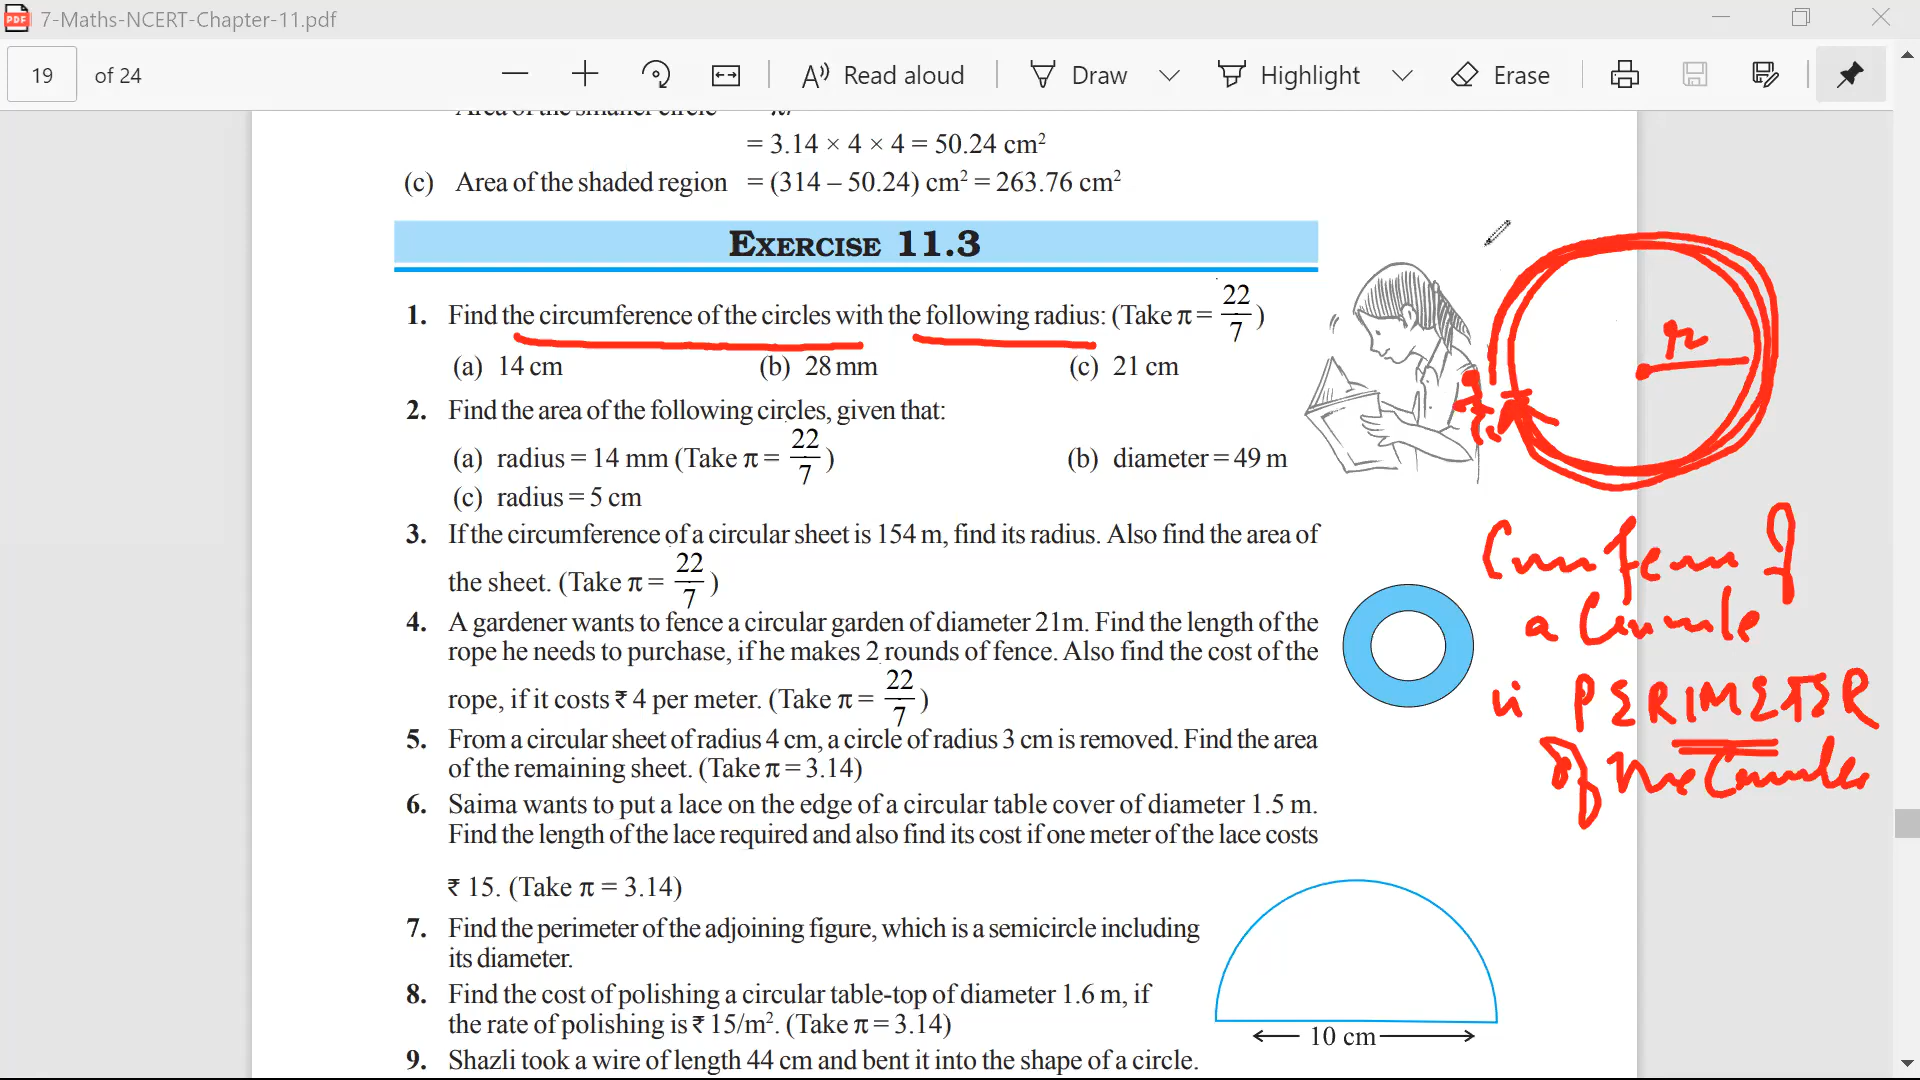 7-Maths-NCERT-Chapter-11.pdf
19 of 24 Read aloud Draw Highlight Erase
Area of the smaller circle πr
= 3.14 × 4 × 4 = 50.24 cm²
(c) Area of the shaded region = (314 – 50.24) cm² = 263.76 cm²
EXERCISE 11.3
1. Find the circumference of the circles with the following radius: (Take π = 22/7)
(a) 14 cm (b) 28 mm (c) 21 cm
2. Find the area of the following circles, given that:
(a) radius = 14 mm (Take π = 22/7) (b) diameter = 49 m
(c) radius = 5 cm
3. If the circumference of a circular sheet is 154 m, find its radius. Also find the area of
the sheet. (Take π = 22/7)
4. A gardener wants to fence a circular garden of diameter 21m. Find the length of the
rope he needs to purchase, if he makes 2 rounds of fence. Also find the cost of the
rope, if it costs ₹ 4 per meter. (Take π = 22/7)
5. From a circular sheet of radius 4 cm, a circle of radius 3 cm is removed. Find the area
of the remaining sheet. (Take π = 3.14)
6. Saima wants to put a lace on the edge of a circular table cover of diameter 1.5 m.
Find the length of the lace required and also find its cost if one meter of the lace costs
₹ 15. (Take π = 3.14)
7. Find the perimeter of the adjoining figure, which is a semicircle including
its diameter.
8. Find the cost of polishing a circular table-top of diameter 1.6 m, if
the rate of polishing is ₹ 15/m². (Take π = 3.14)
9. Shazli took a wire of length 44 cm and bent it into the shape of a circle.
10 cm
r
of
a
is PERIMETER
of the